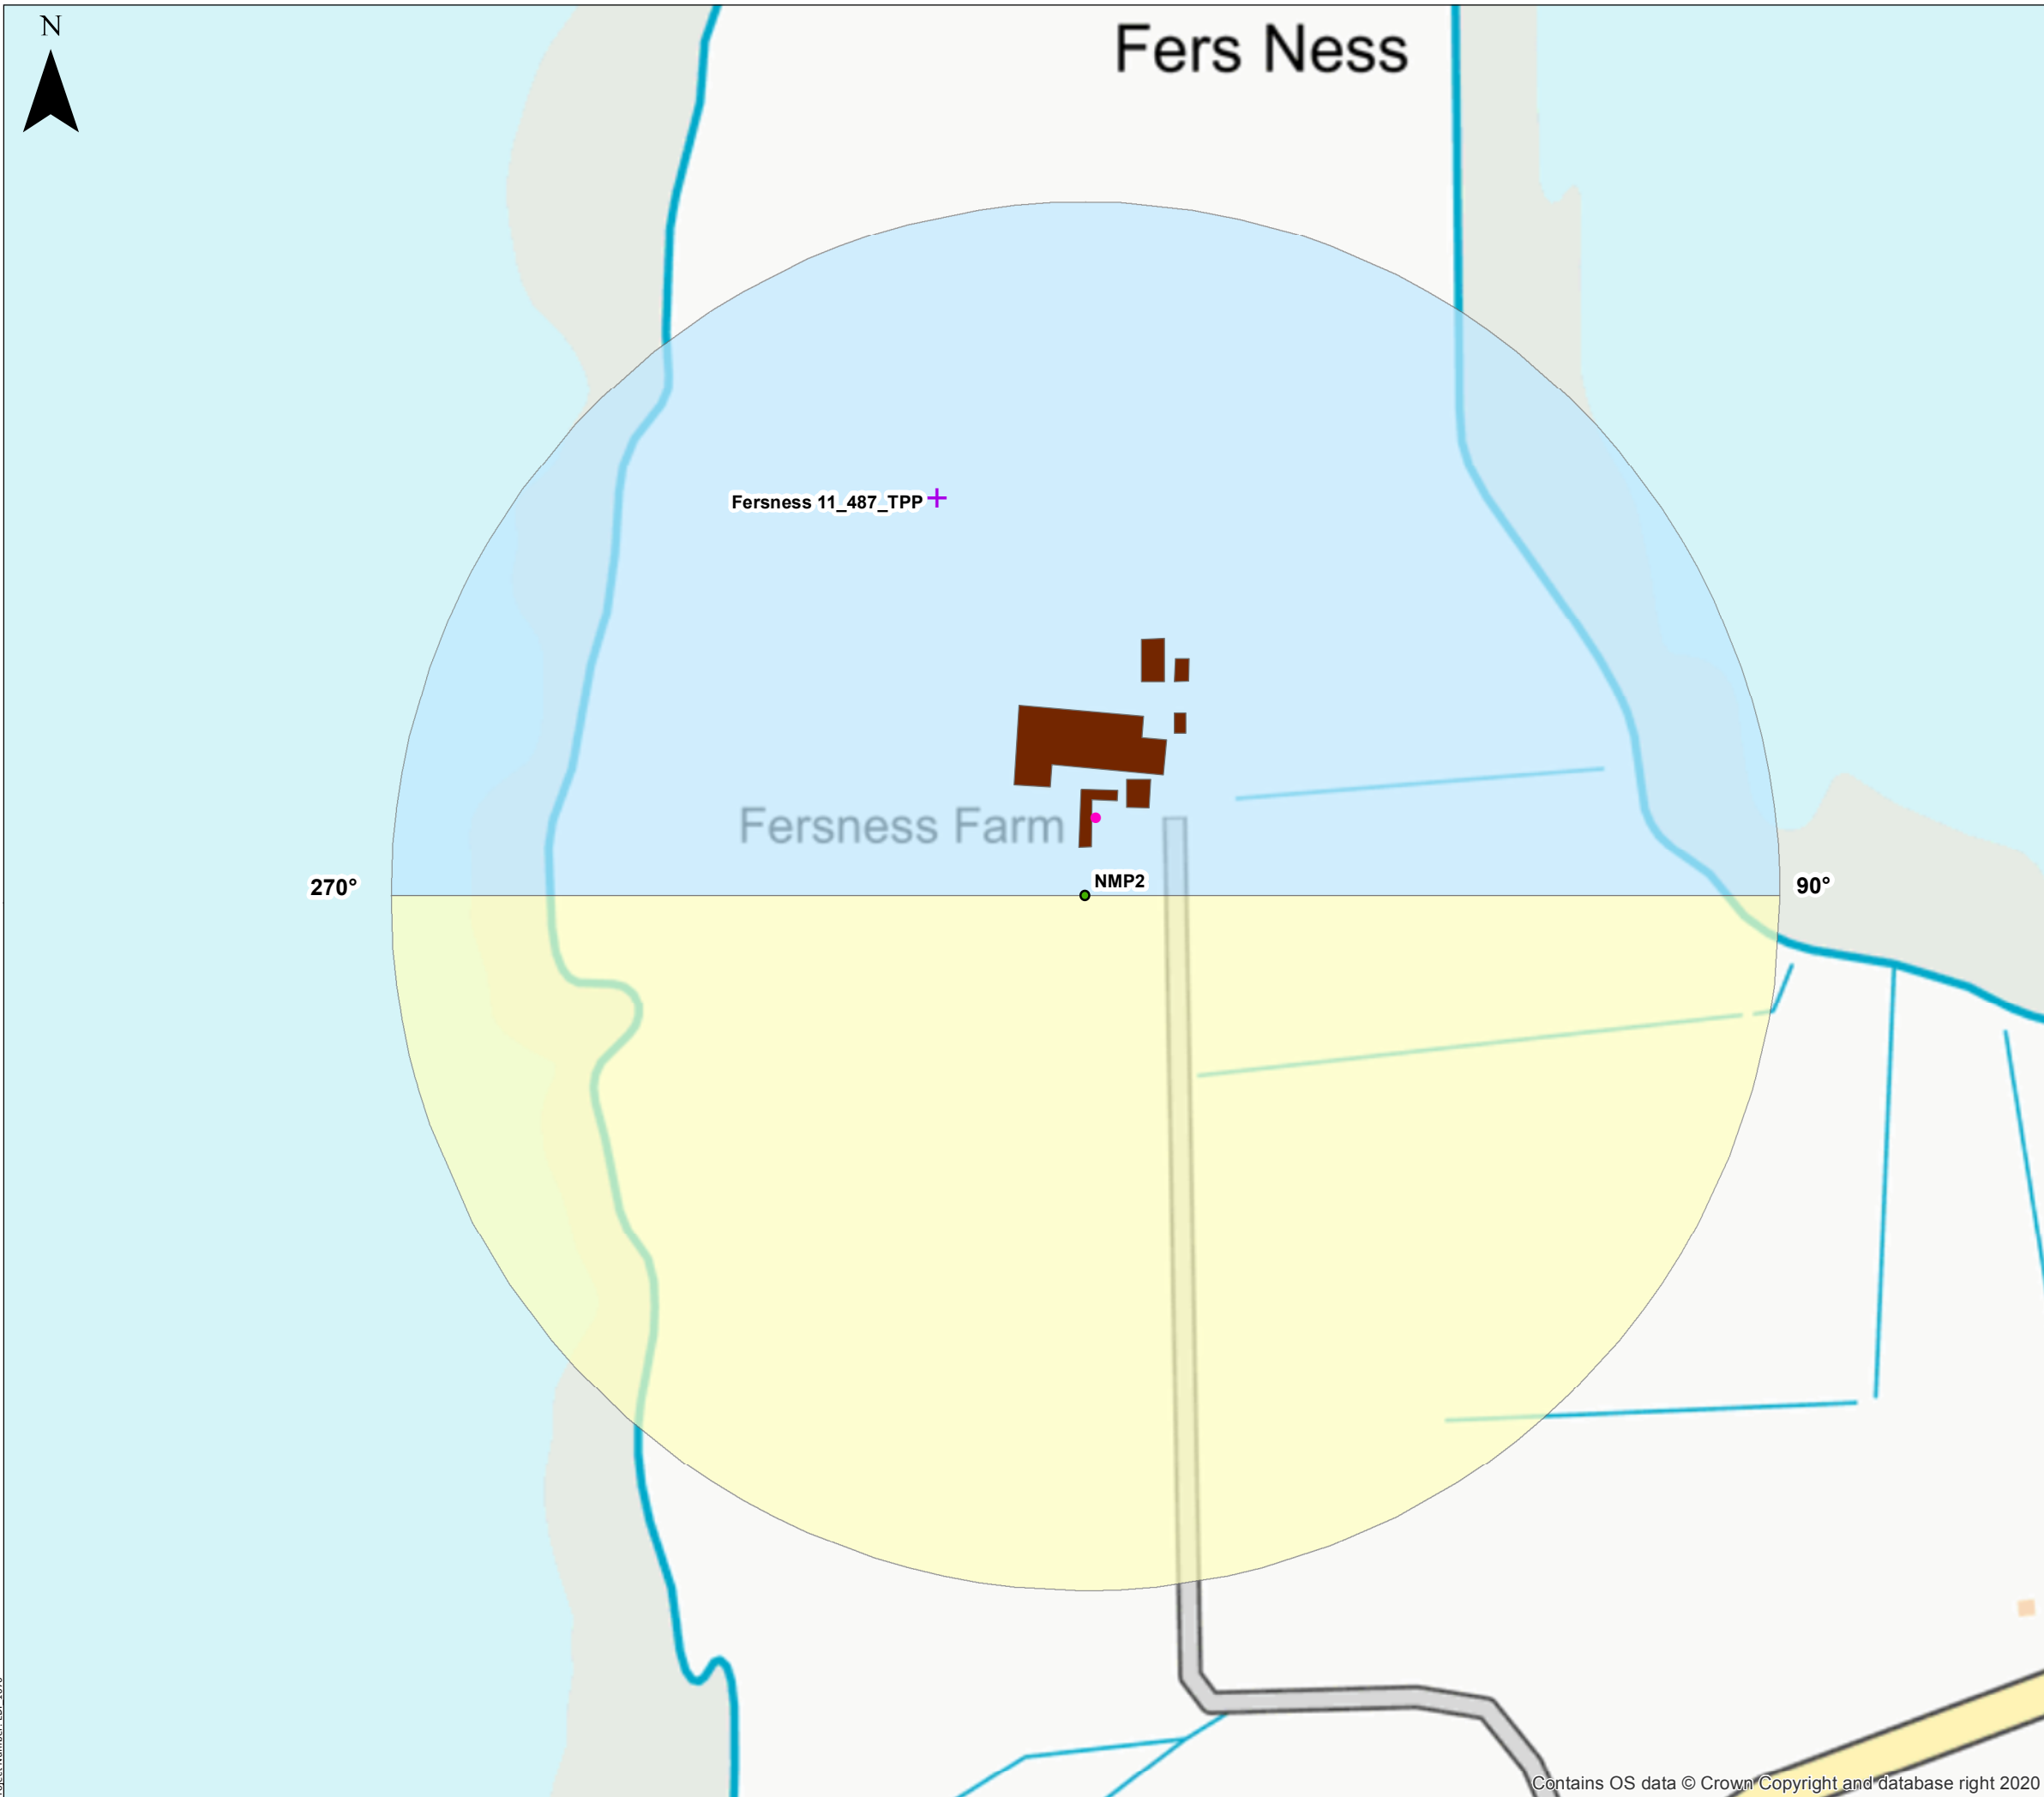 N
Fers Ness
Fersness 11_487_TPP
Fersness Farm
NMP2
270°
90°
Contains OS data © Crown Copyright and database right 2020